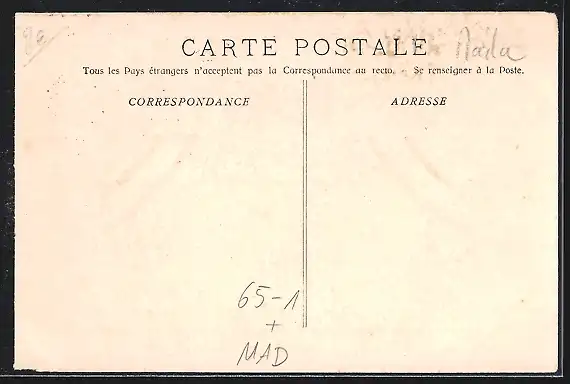 CARTE POSTALE
Tous les Pays étrangers n'acceptent pas la Correspondance au recto. - Se renseigner à la Poste.
CORRESPONDANCE
ADRESSE
65-1
+
MAD